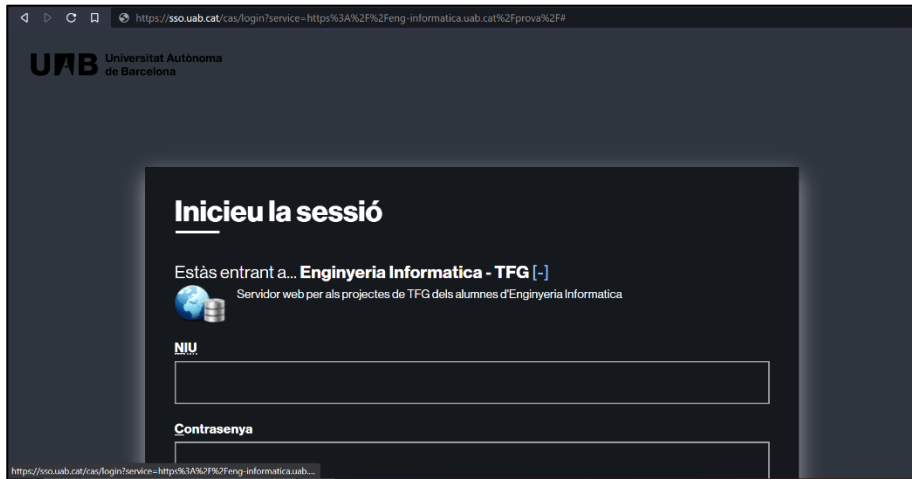 https://sso.uab.cat/cas/login?service=https%3A%2F%2Feng-informatica.uab.cat%2Fprova%2F#
UAB Universitat Autònoma
de Barcelona
Inicieu la sessió
Estàs entrant a... Enginyeria Informatica - TFG [-]
Servidor web per als projectes de TFG dels alumnes d'Enginyeria Informatica
NIU
Contrasenya
https://sso.uab.cat/cas/login?service=https%3A%2F%2Feng-informatica.uab....